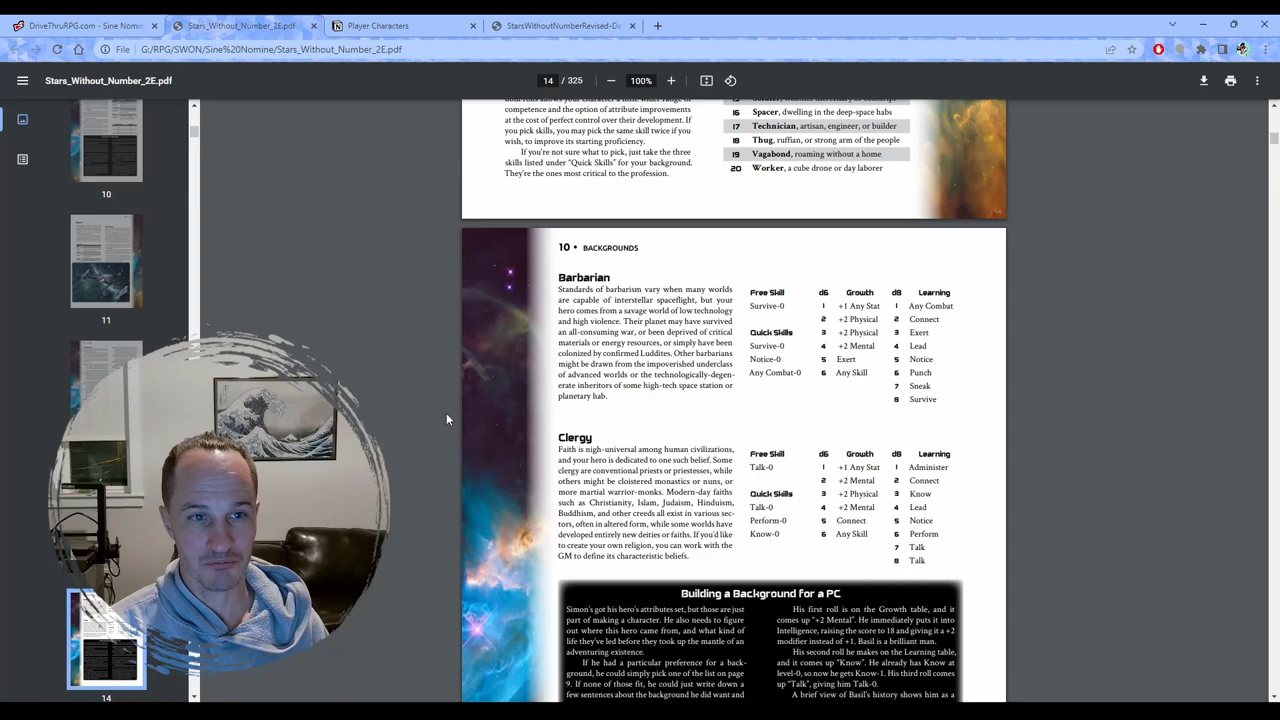 DriveThruRPG.com - Sine Nomine
Stars_Without_Number_2E.pdf
Player Characters
StarsWithoutNumberRevised-De
File
G:/RPG/SWON/Sine%20Nomine/Stars_Without_Number_2E.pdf
Stars_Without_Number_2E.pdf
14 / 325
100%
10
11
14
dom rolls allows your character a little wider range of
competence and the option of attribute improvements
at the cost of perfect control over their development. If
you pick skills, you may pick the same skill twice if you
wish, to improve its starting proficiency.
If you're not sure what to pick, just take the three
skills listed under "Quick Skills" for your background.
They're the ones most critical to the profession.
16 Spacer, dwelling in the deep-space habs
17 Technician, artisan, engineer, or builder
18 Thug, ruffian, or strong arm of the people
19 Vagabond, roaming without a home
20 Worker, a cube drone or day laborer
10 • BACKGROUNDS
Barbarian
Standards of barbarism vary when many worlds
are capable of interstellar spaceflight, but your
hero comes from a savage world of low technology
and high violence. Their planet may have survived
an all-consuming war, or been deprived of critical
materials or energy resources, or simply have been
colonized by confirmed Luddites. Other barbarians
might be drawn from the impoverished underclass
of advanced worlds or the technologically-degen-
erate inheritors of some high-tech space station or
planetary hab.
Free Skill d6 Growth d8 Learning
Survive-0 1 +1 Any Stat 1 Any Combat
2 +2 Physical 2 Connect
Quick Skills 3 +2 Physical 3 Exert
Survive-0 4 +2 Mental 4 Lead
Notice-0 5 Exert 5 Notice
Any Combat-0 6 Any Skill 6 Punch
7 Sneak
8 Survive
Clergy
Faith is nigh-universal among human civilizations,
and your hero is dedicated to one such belief. Some
clergy are conventional priests or priestesses, while
others might be cloistered monastics or nuns, or
more martial warrior-monks. Modern-day faiths
such as Christianity, Islam, Judaism, Hinduism,
Buddhism, and other creeds all exist in various sec-
tors, often in altered form, while some worlds have
developed entirely new deities or faiths. If you'd like
to create your own religion, you can work with the
GM to define its characteristic beliefs.
Free Skill d6 Growth d8 Learning
Talk-0 1 +1 Any Stat 1 Administer
2 +2 Mental 2 Connect
Quick Skills 3 +2 Physical 3 Know
Talk-0 4 +2 Mental 4 Lead
Perform-0 5 Connect 5 Notice
Know-0 6 Any Skill 6 Perform
7 Talk
8 Talk
Building a Background for a PC
Simon's got his hero's attributes set, but those are just
part of making a character. He also needs to figure
out where this hero came from, and what kind of
life they've led before they took up the mantle of an
adventuring existence.
If he had a particular preference for a back-
ground, he could simply pick one of the list on page
9. If none of those fit, he could just write down a
few sentences about the background he did want and
His first roll is on the Growth table, and it
comes up "+2 Mental". He immediately puts it into
Intelligence, raising the score to 18 and giving it a +2
modifier instead of +1. Basil is a brilliant man.
His second roll he makes on the Learning table,
and it comes up "Know". He already has Know at
level-0, so now he gets Know-1. His third roll comes
up "Talk", giving him Talk-0.
A brief view of Basil's history shows him as a